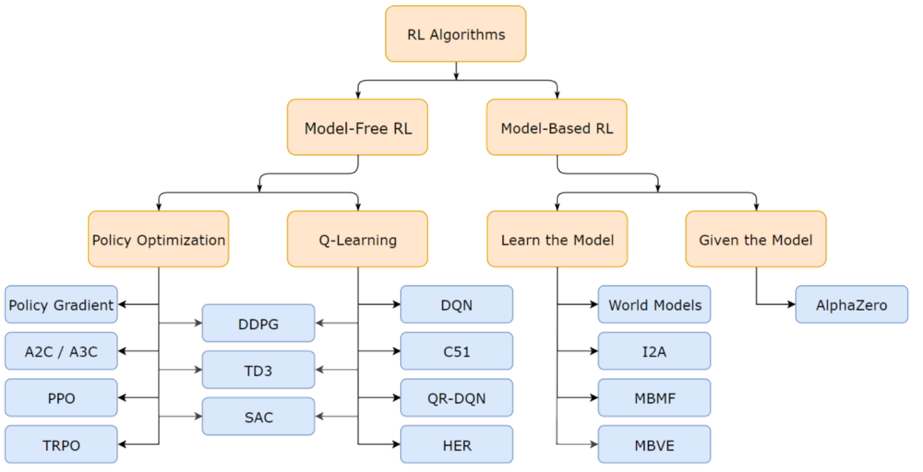 RL Algorithms
Model-Free RL
Model-Based RL
Policy Optimization
Q-Learning
Learn the Model
Given the Model
Policy Gradient
A2C / A3C
PPO
TRPO
DDPG
TD3
SAC
DQN
C51
QR-DQN
HER
World Models
I2A
MBMF
MBVE
AlphaZero